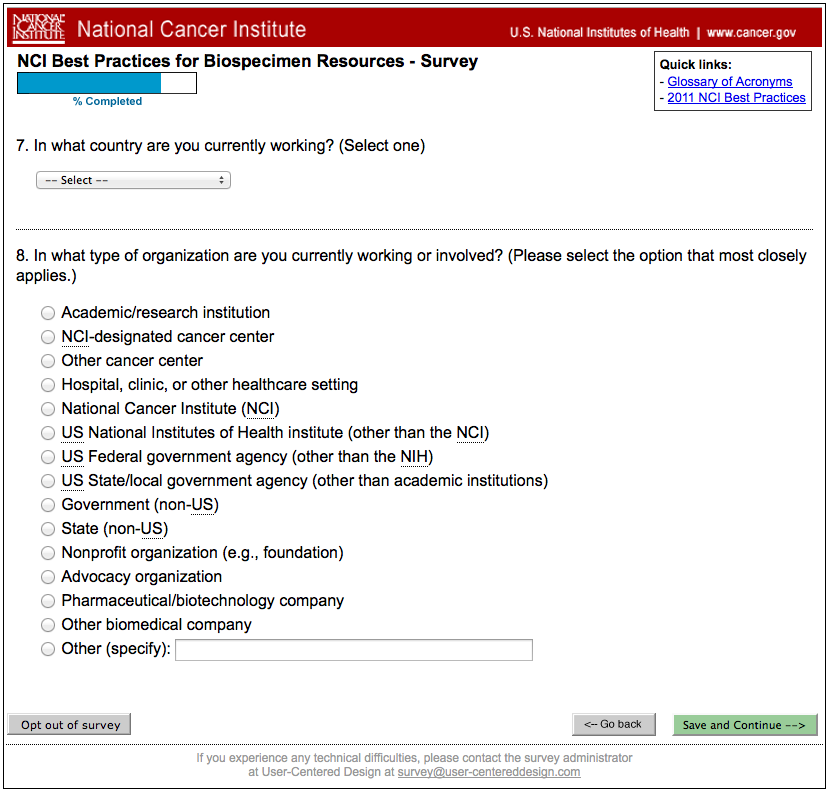 NATIONAL
CANCER
INSTITUTE
National Cancer Institute
U.S. National Institutes of Health | www.cancer.gov
NCI Best Practices for Biospecimen Resources - Survey
% Completed
Quick links:
- Glossary of Acronyms
- 2011 NCI Best Practices
7. In what country are you currently working? (Select one)
-- Select --
8. In what type of organization are you currently working or involved? (Please select the option that most closely
applies.)
Academic/research institution
NCI-designated cancer center
Other cancer center
Hospital, clinic, or other healthcare setting
National Cancer Institute (NCI)
US National Institutes of Health institute (other than the NCI)
US Federal government agency (other than the NIH)
US State/local government agency (other than academic institutions)
Government (non-US)
State (non-US)
Nonprofit organization (e.g., foundation)
Advocacy organization
Pharmaceutical/biotechnology company
Other biomedical company
Other (specify):
Opt out of survey
<-- Go back
Save and Continue -->
If you experience any technical difficulties, please contact the survey administrator
at User-Centered Design at survey@user-centereddesign.com